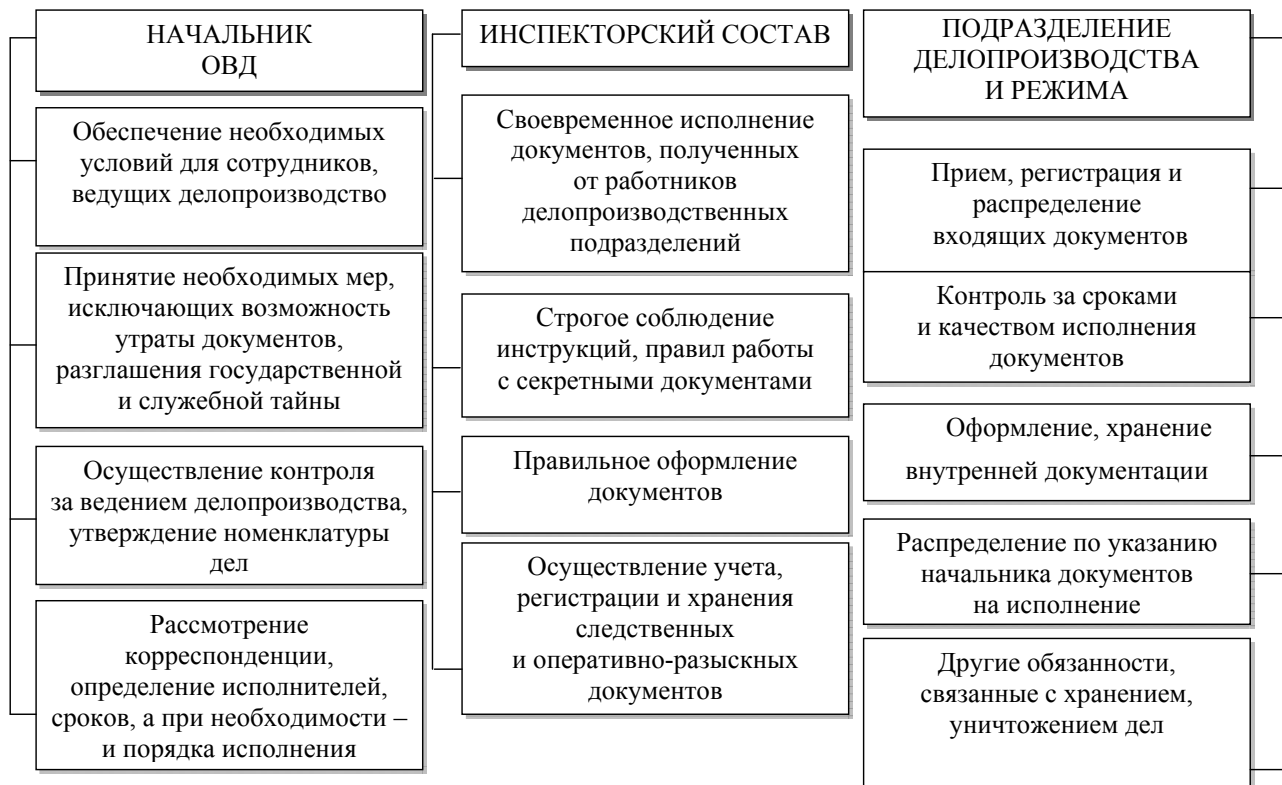 НАЧАЛЬНИК
ОВД
Обеспечение необходимых
условий для сотрудников,
ведущих делопроизводство
Принятие необходимых мер,
исключающих возможность
утраты документов,
разглашения государственной
и служебной тайны
Осуществление контроля
за ведением делопроизводства,
утверждение номенклатуры
дел
Рассмотрение
корреспонденции,
определение исполнителей,
сроков, а при необходимости –
и порядка исполнения
ИНСПЕКТОРСКИЙ СОСТАВ
Своевременное исполнение
документов, полученных
от работников
делопроизводственных
подразделений
Строгое соблюдение
инструкций, правил работы
с секретными документами
Правильное оформление
документов
Осуществление учета,
регистрации и хранения
следственных
и оперативно-разыскных
документов
ПОДРАЗДЕЛЕНИЕ
ДЕЛОПРОИЗВОДСТВА
И РЕЖИМА
Прием, регистрация и
распределение
входящих документов
Контроль за сроками
и качеством исполнения
документов
Оформление, хранение
внутренней документации
Распределение по указанию
начальника документов
на исполнение
Другие обязанности,
связанные с хранением,
уничтожением дел